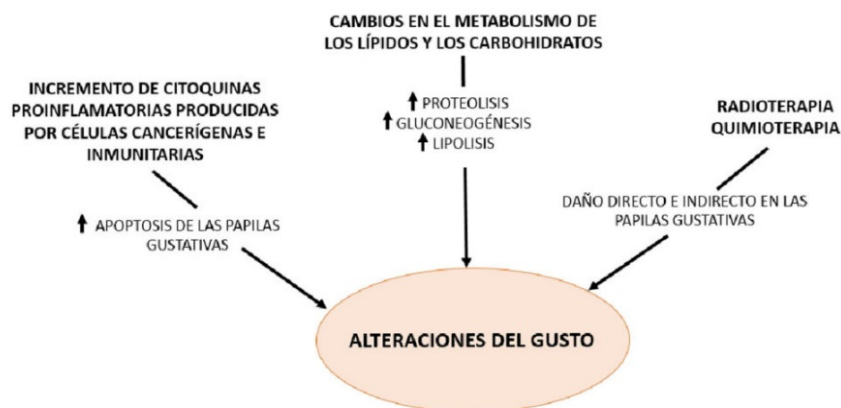 CAMBIOS EN EL METABOLISMO DE
LOS LÍPIDOS Y LOS CARBOHIDRATOS
INCREMENTO DE CITOQUINAS
PROINFLAMATORIAS PRODUCIDAS
POR CÉLULAS CANCERÍGENAS E
INMUNITARIAS
PROTEOLISIS
GLUCONEOGÉNESIS
LIPOLISIS
RADIOTERAPIA
QUIMIOTERAPIA
APOPTOSIS DE LAS PAPILAS
GUSTATIVAS
DAÑO DIRECTO E INDIRECTO EN LAS
PAPILAS GUSTATIVAS
ALTERACIONES DEL GUSTO